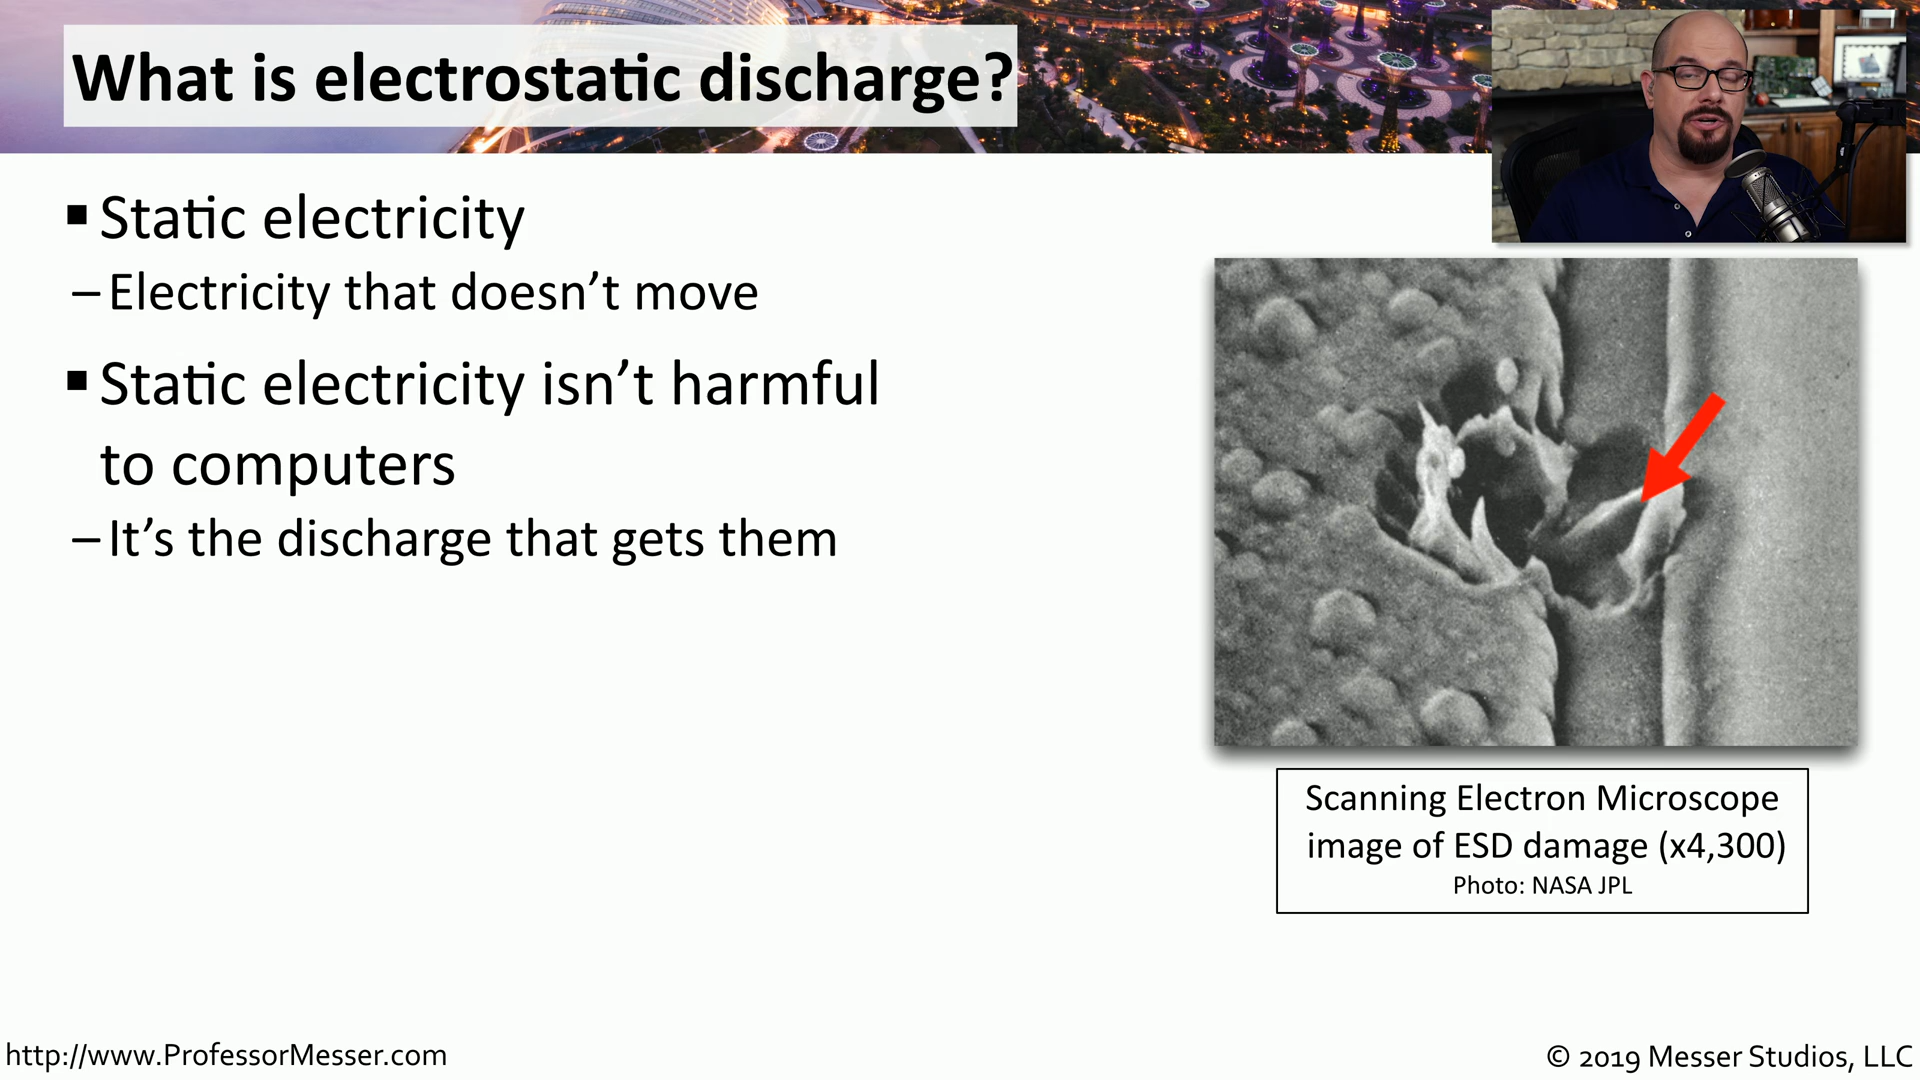 What is electrostatic discharge?
▪ Static electricity
– Electricity that doesn’t move
▪ Static electricity isn’t harmful
to computers
– It’s the discharge that gets them
Scanning Electron Microscope
image of ESD damage (x4,300)
Photo: NASA JPL
http://www.ProfessorMesser.com
© 2019 Messer Studios, LLC